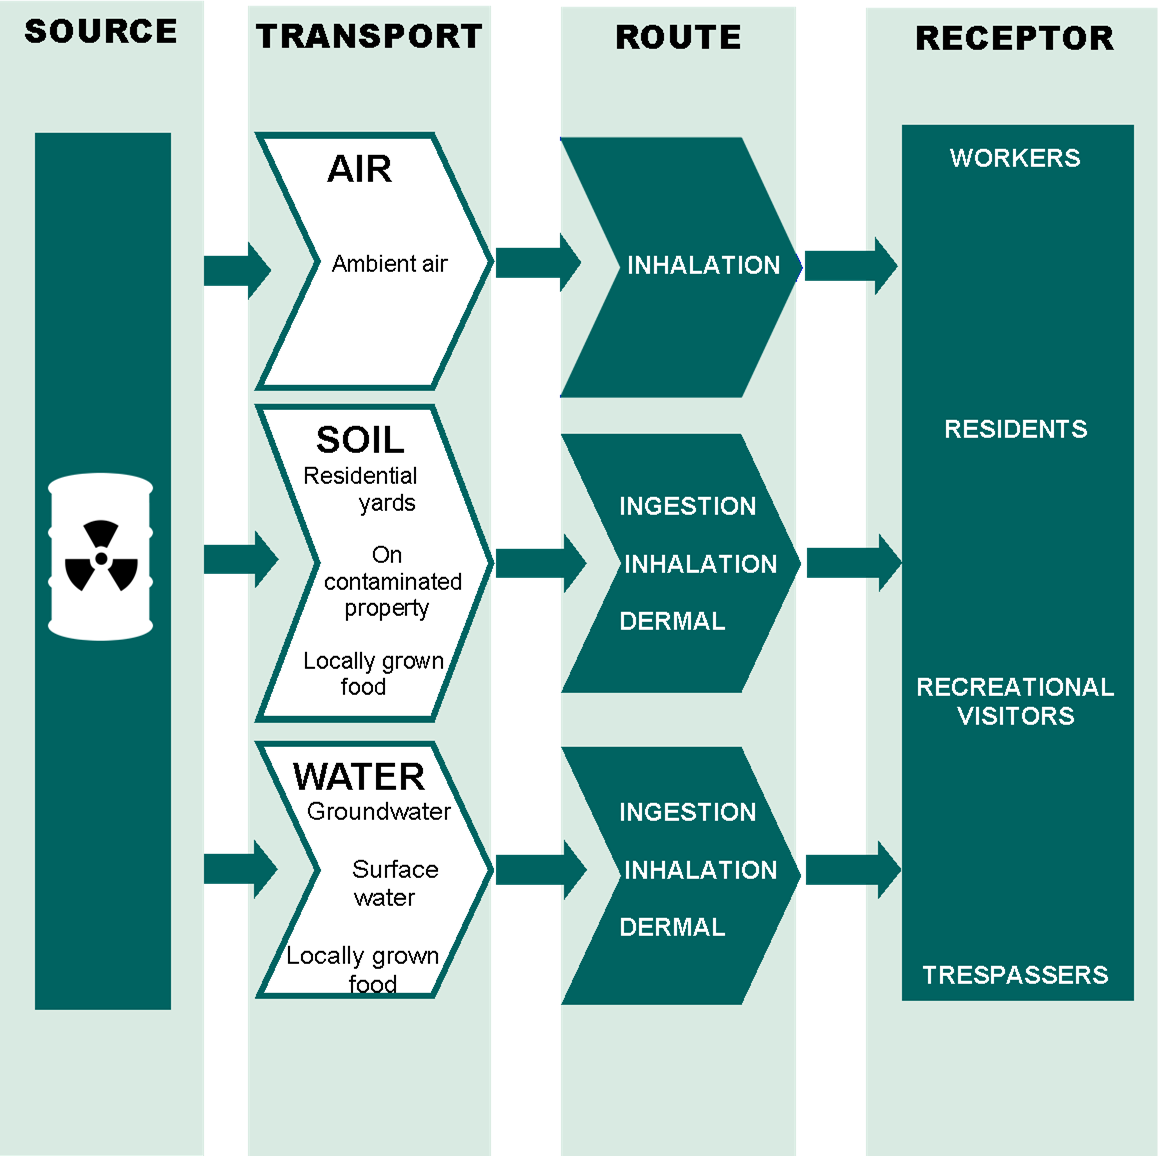 SOURCE
TRANSPORT
ROUTE
RECEPTOR
AIR
Ambient air
INHALATION
SOIL
Residential
yards
On
contaminated
property
Locally grown
food
INGESTION
INHALATION
DERMAL
WATER
Groundwater
Surface
water
Locally grown
food
INGESTION
INHALATION
DERMAL
WORKERS
RESIDENTS
RECREATIONAL
VISITORS
TRESPASSERS